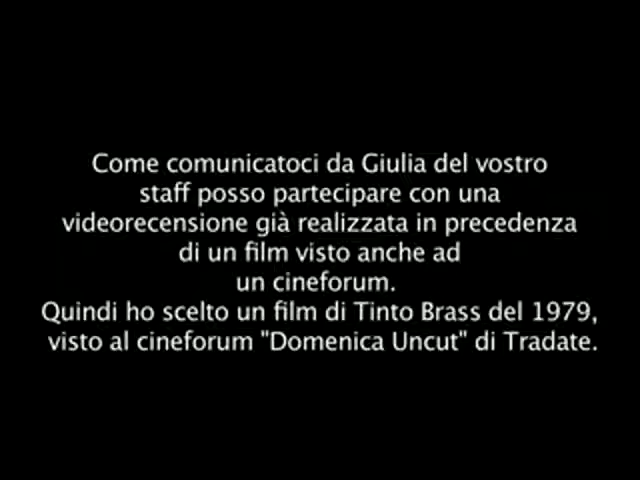 Come comunicatoci da Giulia del vostro
staff posso partecipare con una
videorecensione già realizzata in precedenza
di un film visto anche ad
un cineforum.
Quindi ho scelto un film di Tinto Brass del 1979,
visto al cineforum "Domenica Uncut" di Tradate.